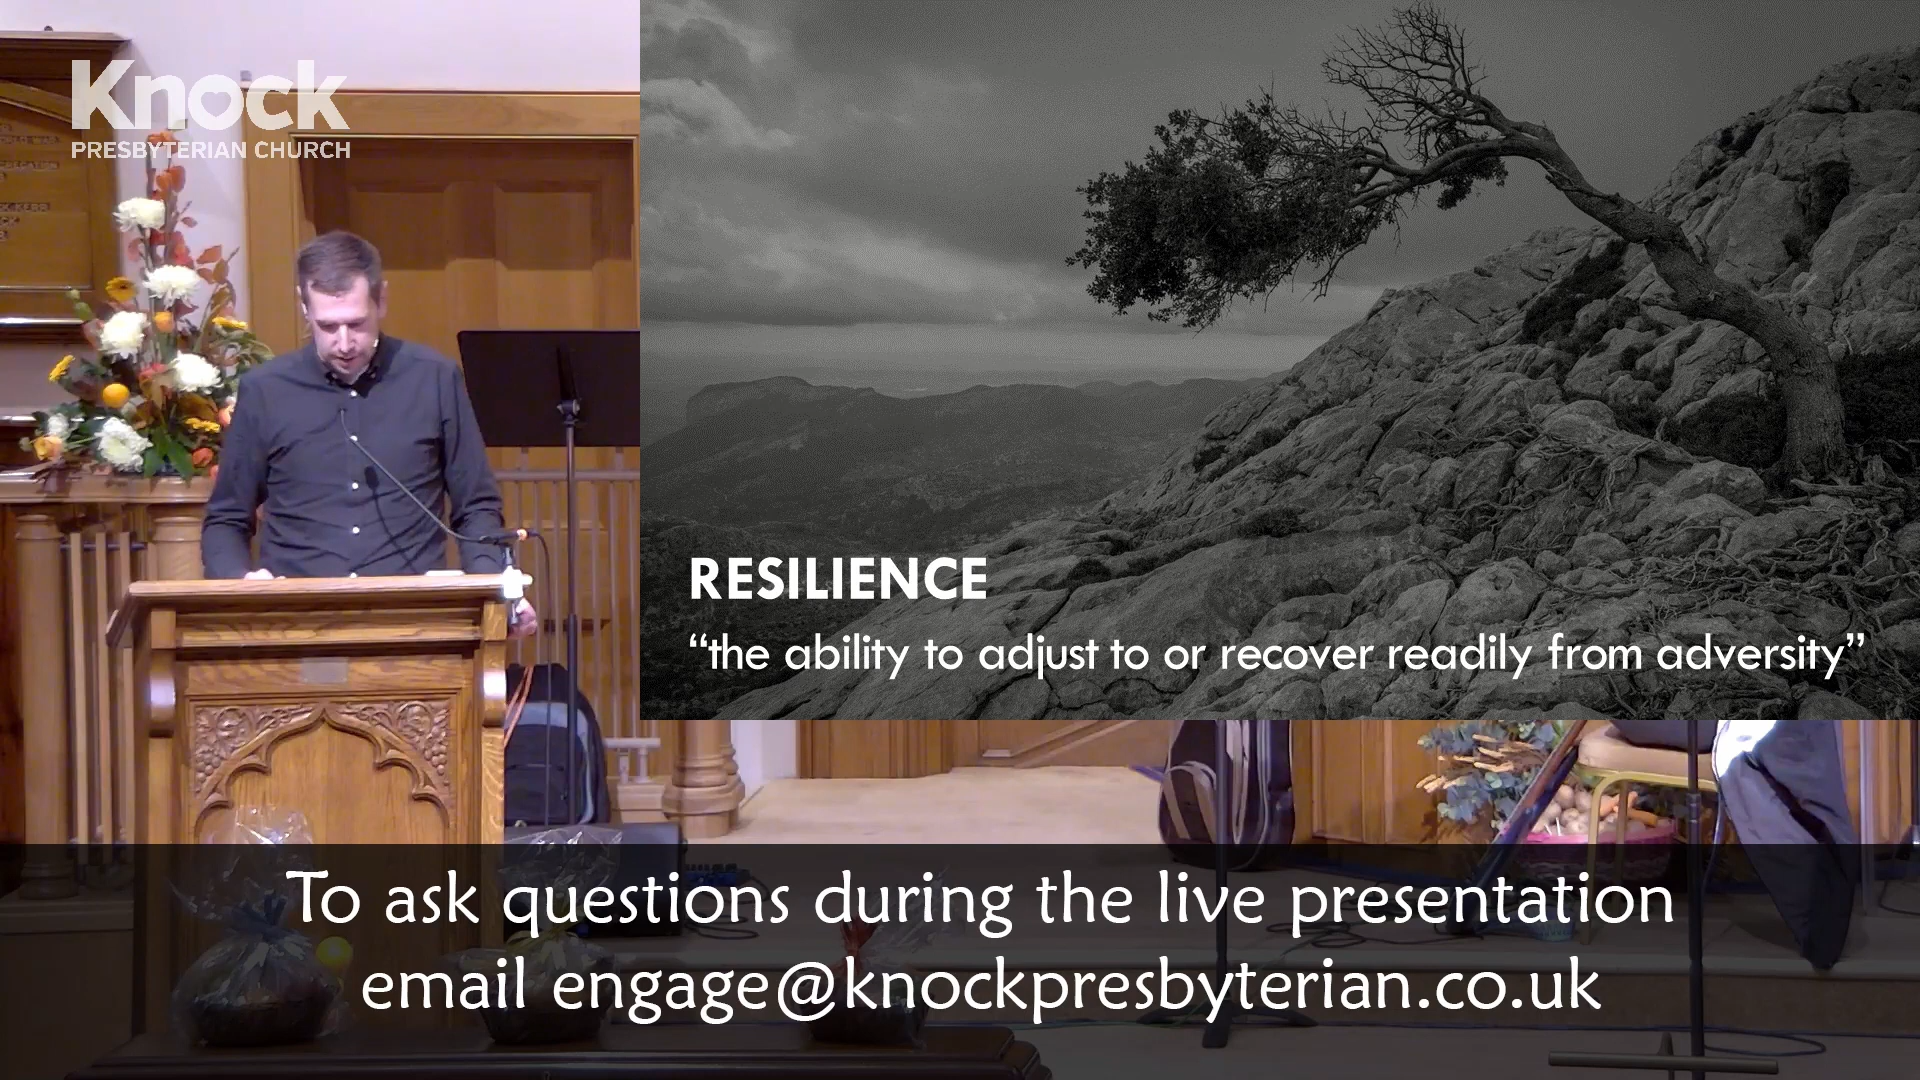 Knock
PRESBYTERIAN CHURCH
RESILIENCE
“the ability to adjust to or recover readily from adversity”
To ask questions during the live presentation
email engage@knockpresbyterian.co.uk